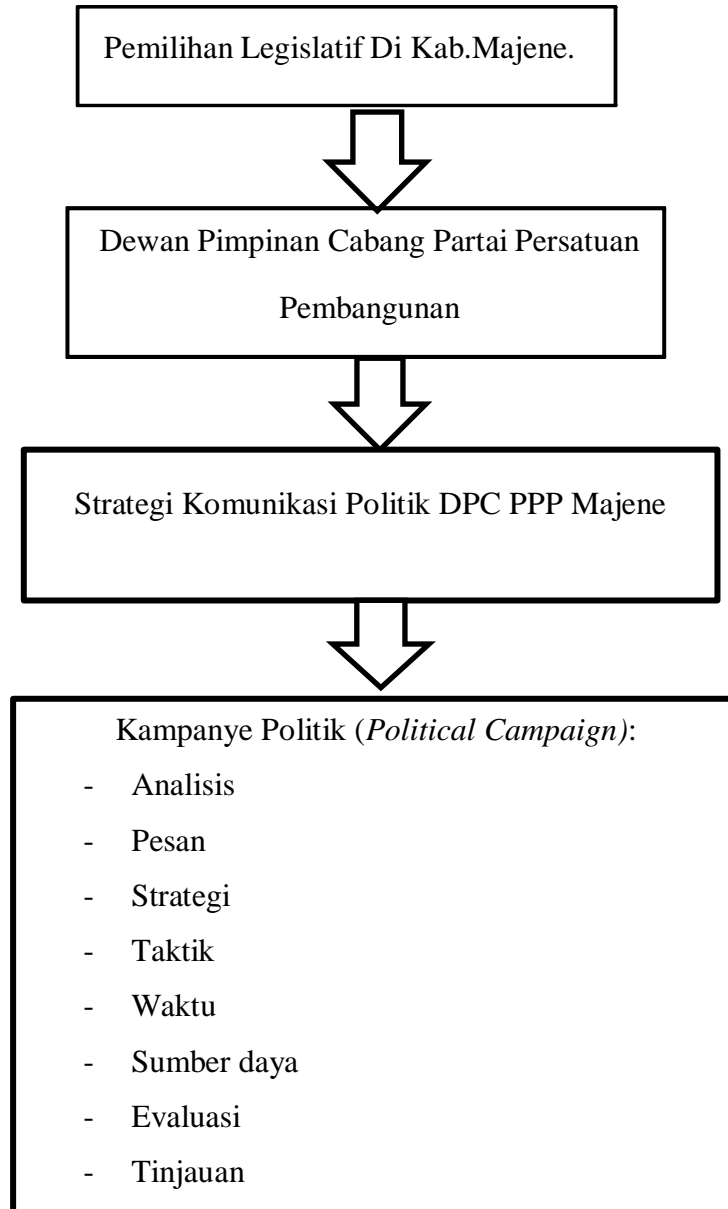 Pemilihan Legislatif Di Kab.Majene.
Dewan Pimpinan Cabang Partai Persatuan
Pembangunan
Strategi Komunikasi Politik DPC PPP Majene
Kampanye Politik (Political Campaign):
- Analisis
- Pesan
- Strategi
- Taktik
- Waktu
- Sumber daya
- Evaluasi
- Tinjauan